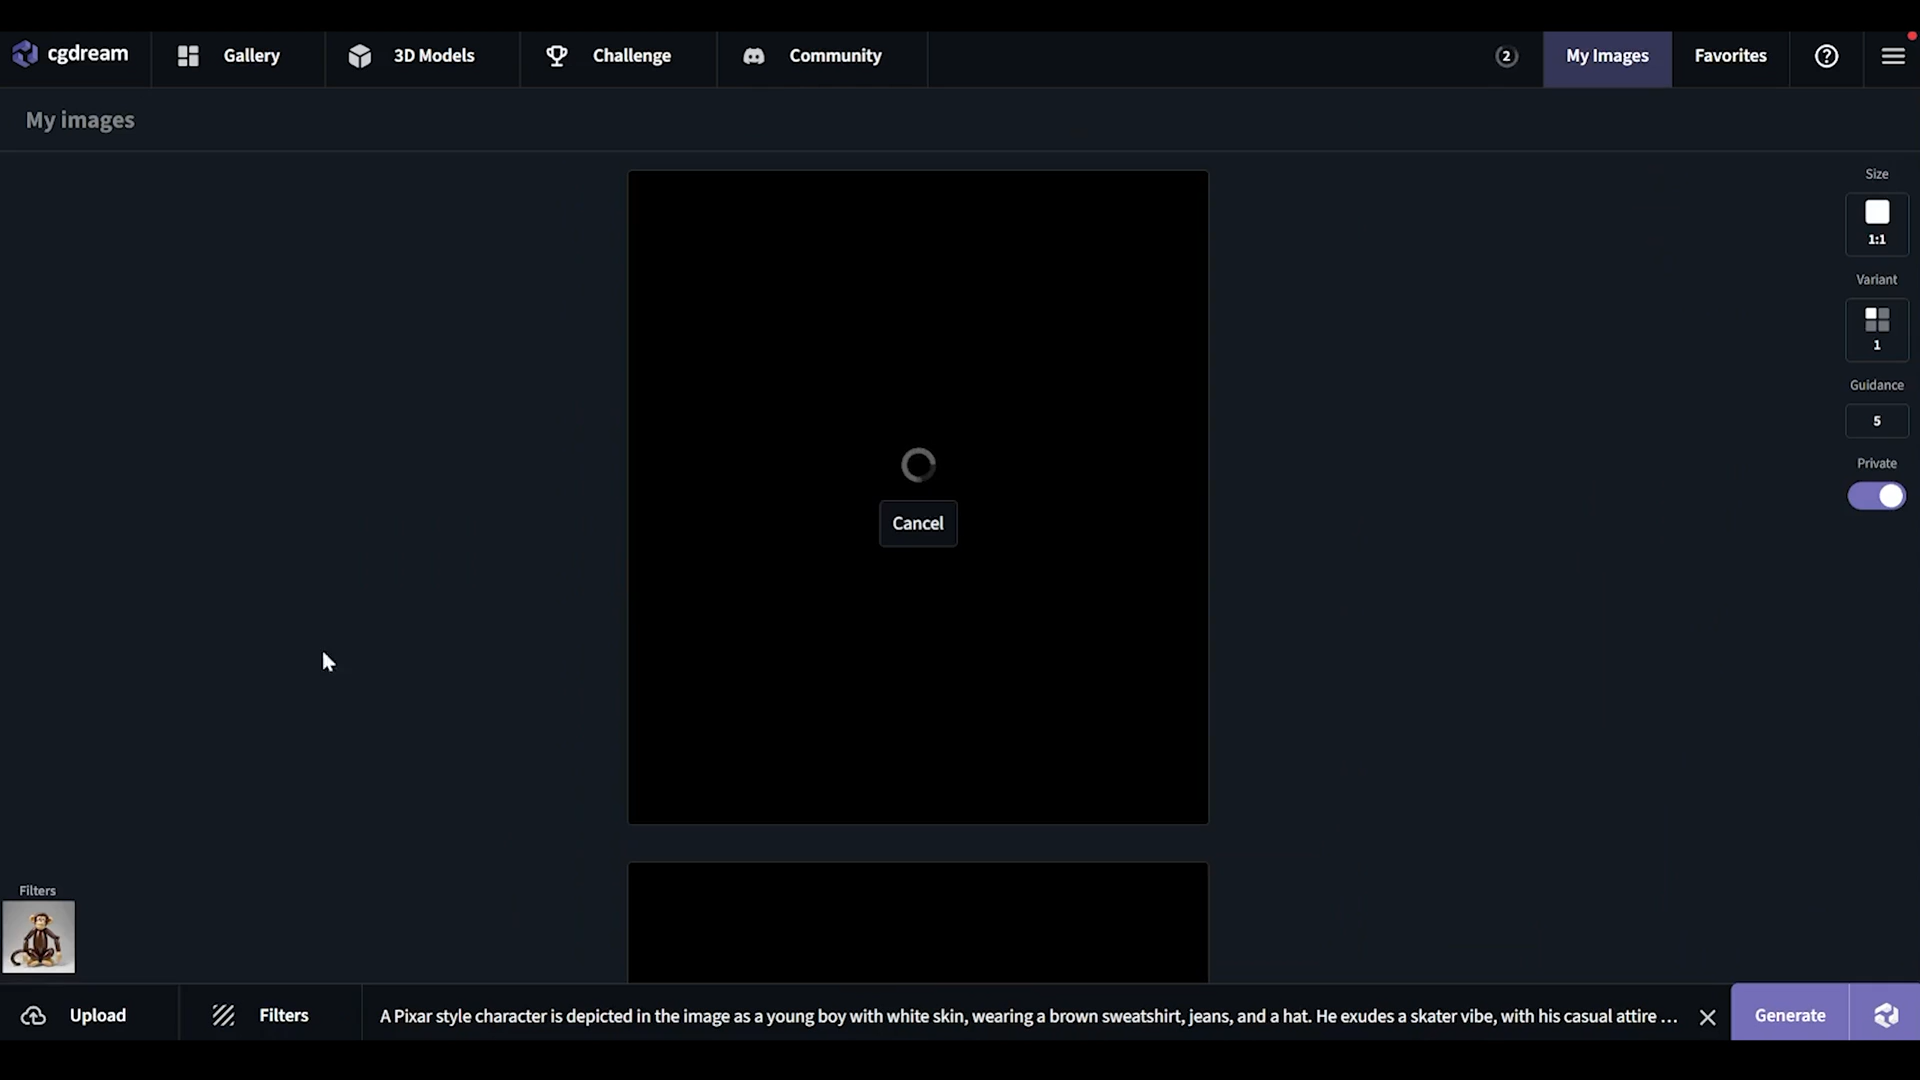 cgdream
Gallery
3D Models
Challenge
Community
2
My Images
Favorites
?
My images
Size
1:1
Variant
1
Guidance
5
Private
Cancel
Filters
Upload
Filters
A Pixar style character is depicted in the image as a young boy with white skin, wearing a brown sweatshirt, jeans, and a hat. He exudes a skater vibe, with his casual attire ...
Generate